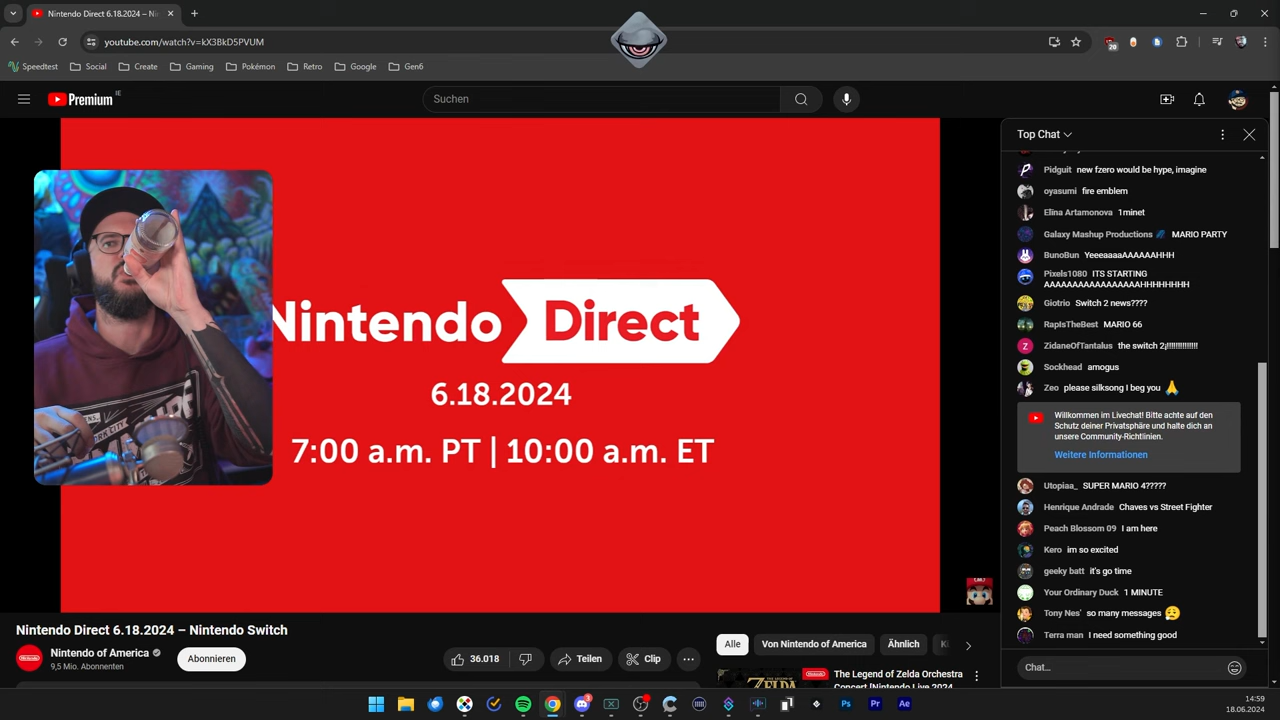 Nintendo Direct 6.18.2024 – Ni
youtube.com/watch?v=kX3BkD5PVUM
20
Speedtest
Social
Create
Gaming
Pokémon
Retro
Google
Gen6
Premium IE
Suchen
Top Chat
Pidguit new fzero would be hype, imagine
oyasumi fire emblem
Elina Artamonova 1minet
Galaxy Mashup Productions MARIO PARTY
BunoBun YeeeaaaaAAAAAAHHH
Pixels1080 ITS STARTING
AAAAAAAAAAAAAAAAAHHHHHHHH
Giotrio Switch 2 news????
RapIsTheBest MARIO 66
ZidaneOfTantalus the switch 2¡!!!!!!!!!!!!!!
Sockhead amogus
Zeo please silksong I beg you 🙏
Willkommen im Livechat! Bitte achte auf den
Schutz deiner Privatsphäre und halte dich an
unsere Community-Richtlinien.
Weitere Informationen
Utopiaa_ SUPER MARIO 4?????
Henrique Andrade Chaves vs Street Fighter
Peach Blossom 09 I am here
Kero im so excited
geeky batt it's go time
Your Ordinary Duck 1 MINUTE
Tony Nes' so many messages
Terra man I need something good
Chat...
Nintendo Direct
6.18.2024
7:00 a.m. PT | 10:00 a.m. ET
Nintendo Direct 6.18.2024 – Nintendo Switch
Nintendo of America
9,5 Mio. Abonnenten
Abonnieren
36.018
Teilen
Clip
Alle
Von Nintendo of America
Ähnlich
The Legend of Zelda Orchestra
Concert [Nintendo Live 2024
ZELDA
14:59
18.06.2024